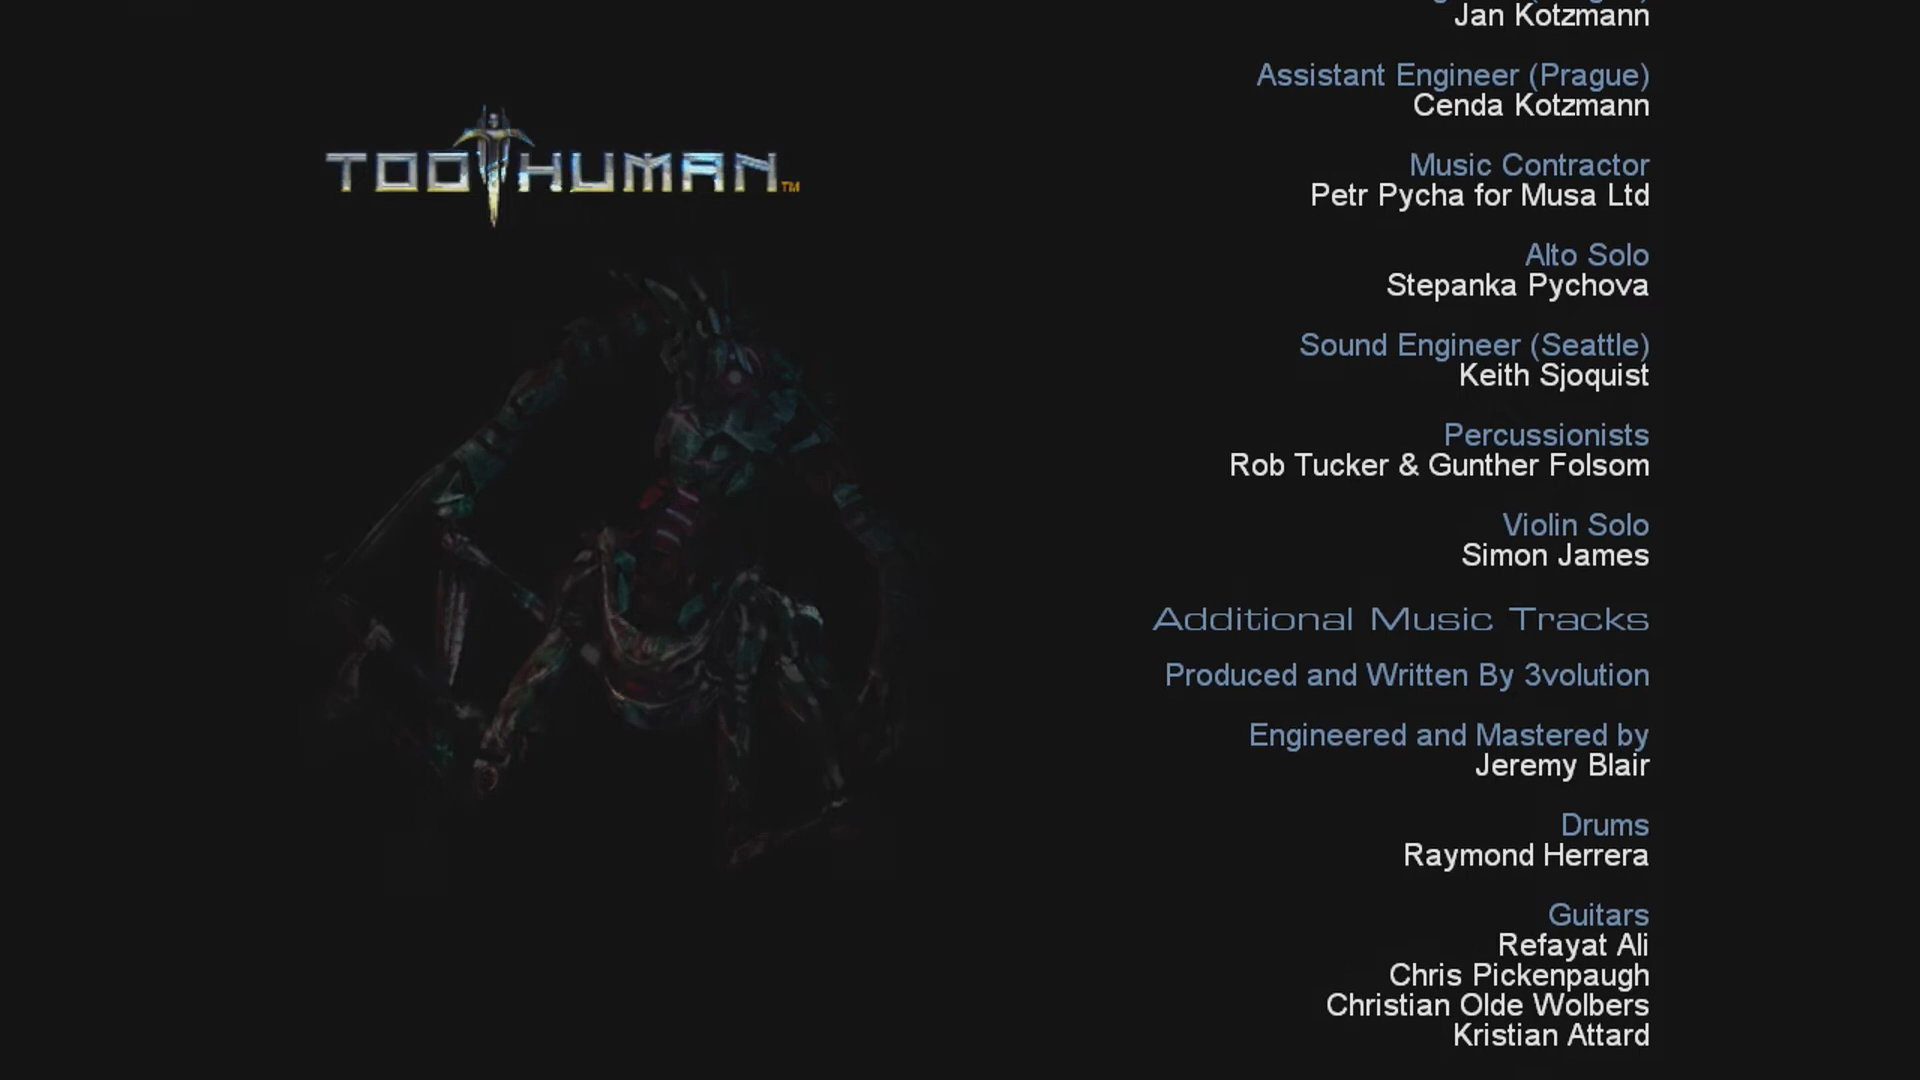 TOO HUMAN™
Jan Kotzmann
Assistant Engineer (Prague)
Cenda Kotzmann
Music Contractor
Petr Pycha for Musa Ltd
Alto Solo
Stepanka Pychova
Sound Engineer (Seattle)
Keith Sjoquist
Percussionists
Rob Tucker & Gunther Folsom
Violin Solo
Simon James
Additional Music Tracks
Produced and Written By 3volution
Engineered and Mastered by
Jeremy Blair
Drums
Raymond Herrera
Guitars
Refayat Ali
Chris Pickenpaugh
Christian Olde Wolbers
Kristian Attard